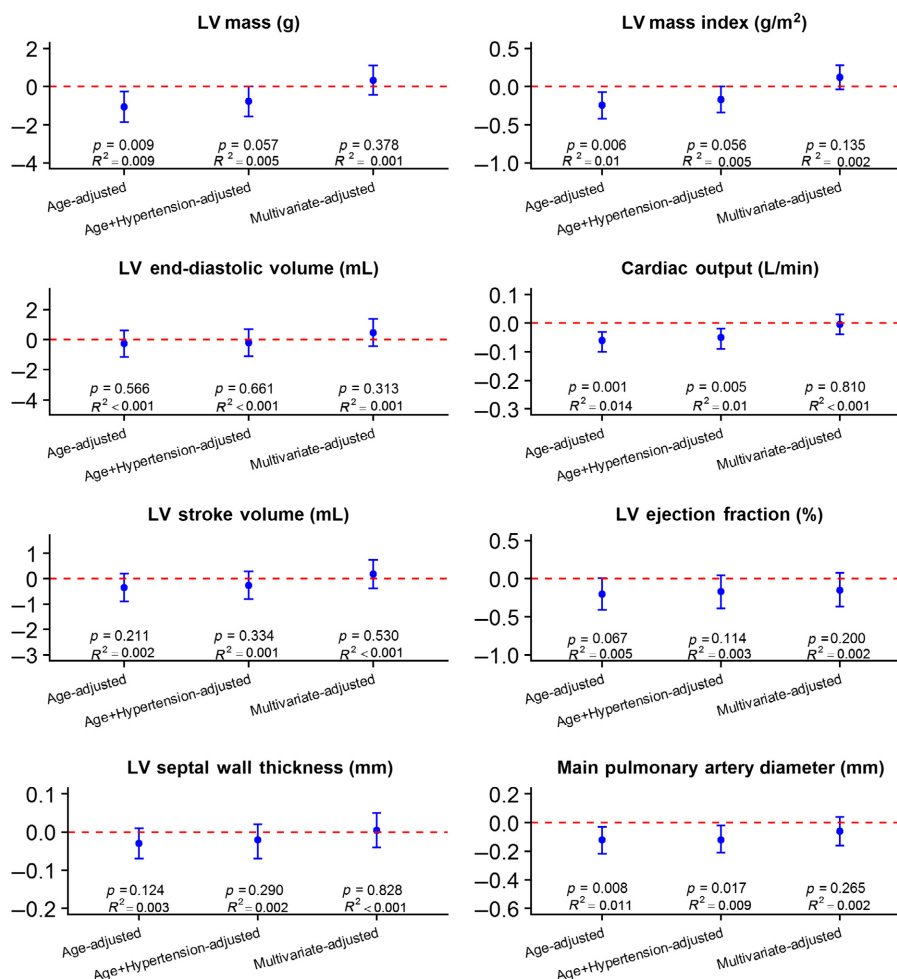 LV mass (g)
2
0
–2
–4
p = 0.009
R² = 0.009
p = 0.057
R² = 0.005
p = 0.378
R² = 0.001
Age-adjusted
Age+Hypertension-adjusted
Multivariate-adjusted
LV mass index (g/m²)
0.5
0.0
–0.5
–1.0
p = 0.006
R² = 0.01
p = 0.056
R² = 0.005
p = 0.135
R² = 0.002
Age-adjusted
Age+Hypertension-adjusted
Multivariate-adjusted
LV end-diastolic volume (mL)
2
0
–2
–4
p = 0.566
R² < 0.001
p = 0.661
R² < 0.001
p = 0.313
R² = 0.001
Age-adjusted
Age+Hypertension-adjusted
Multivariate-adjusted
Cardiac output (L/min)
0.1
0.0
–0.1
–0.2
–0.3
p = 0.001
R² = 0.014
p = 0.005
R² = 0.01
p = 0.810
R² < 0.001
Age-adjusted
Age+Hypertension-adjusted
Multivariate-adjusted
LV stroke volume (mL)
1
0
–1
–2
–3
p = 0.211
R² = 0.002
p = 0.334
R² = 0.001
p = 0.530
R² < 0.001
Age-adjusted
Age+Hypertension-adjusted
Multivariate-adjusted
LV ejection fraction (%)
0.5
0.0
–0.5
–1.0
p = 0.067
R² = 0.005
p = 0.114
R² = 0.003
p = 0.200
R² = 0.002
Age-adjusted
Age+Hypertension-adjusted
Multivariate-adjusted
LV septal wall thickness (mm)
0.1
0.0
–0.1
–0.2
p = 0.124
R² = 0.003
p = 0.290
R² = 0.002
p = 0.828
R² < 0.001
Age-adjusted
Age+Hypertension-adjusted
Multivariate-adjusted
Main pulmonary artery diameter (mm)
0.2
0.0
–0.2
–0.4
–0.6
p = 0.008
R² = 0.011
p = 0.017
R² = 0.009
p = 0.265
R² = 0.002
Age-adjusted
Age+Hypertension-adjusted
Multivariate-adjusted